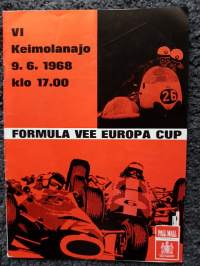 VI
Keimolanajo
9. 6. 1968
klo 17.00
26
FORMULA VEE EUROPA CUP
PALL MALL